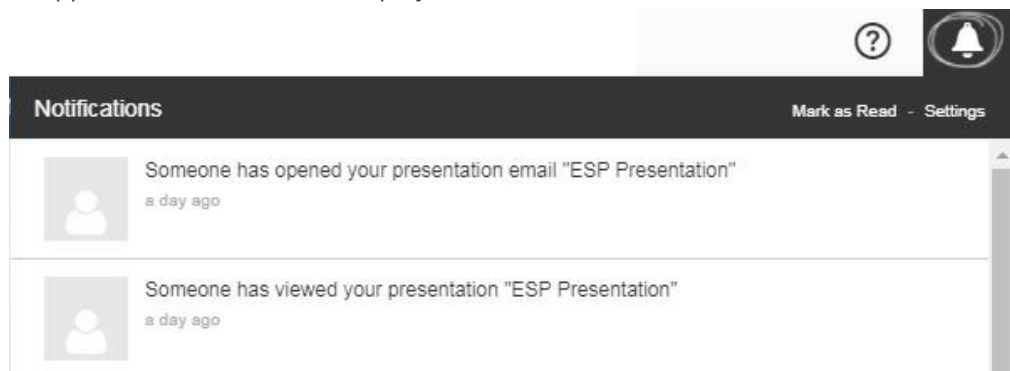 Notifications
Mark as Read - Settings
Someone has opened your presentation email "ESP Presentation"
a day ago
Someone has viewed your presentation "ESP Presentation"
a day ago